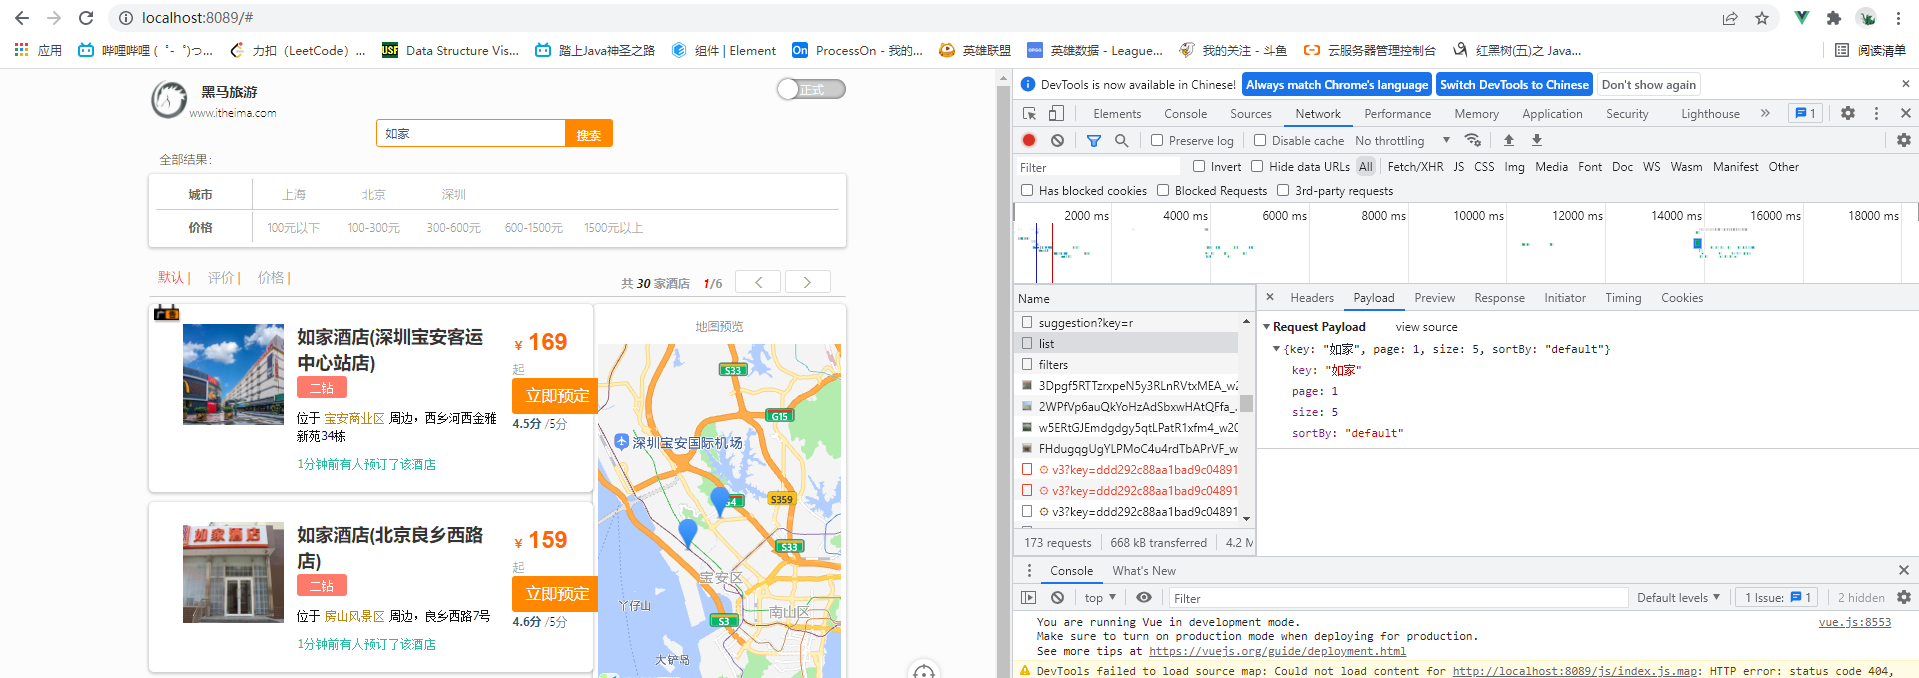 localhost:8089/#
应用
哔哩哔哩 ( ゜- ゜)つ...
力扣（LeetCode）...
USF
Data Structure Vis...
踏上Java神圣之路
组件 | Element
On
ProcessOn - 我的...
英雄联盟
英雄数据 - League...
我的关注 - 斗鱼
云服务器管理控制台
红黑树(五)之 Java...
阅读清单
黑马旅游
www.itheima.com
正式
如家
搜索
全部结果：
城市
上海
北京
深圳
价格
100元以下
100-300元
300-600元
600-1500元
1500元以上
默认 |
评价 |
价格 |
共 30 家酒店
1/6
如家酒店(深圳宝安客运
中心站店)
二钻
位于 宝安商业区 周边，西乡河西金雅
新苑34栋
1分钟前有人预订了该酒店
¥ 169
起
立即预定
4.5分 /5分
如家酒店(北京良乡西路
店)
二钻
位于 房山风景区 周边，良乡西路7号
1分钟前有人预订了该酒店
¥ 159
起
立即预定
4.6分 /5分
地图预览
S33
G15
深圳宝安国际机场
G4
S359
S33
宝安区
丫仔山
南山区
S3
大铲岛
DevTools is now available in Chinese!
Always match Chrome's language
Switch DevTools to Chinese
Don't show again
Elements
Console
Sources
Network
Performance
Memory
Application
Security
Lighthouse
1
Preserve log
Disable cache
No throttling
Filter
Invert
Hide data URLs
All
Fetch/XHR
JS
CSS
Img
Media
Font
Doc
WS
Wasm
Manifest
Other
Has blocked cookies
Blocked Requests
3rd-party requests
2000 ms
4000 ms
6000 ms
8000 ms
10000 ms
12000 ms
14000 ms
16000 ms
18000 ms
Name
suggestion?key=r
list
filters
3Dpgf5RTTzrxpeN5y3RLnRVtxMEA_w2
2WPfVp6auQkYoHzAdSbxwHAtQFfa_.
w5ERtGJEmdgdgy5qtLPatR1xfm4_w20
FHdugqgUgYLPMoC4u4rdTbAPrVF_w
v3?key=ddd292c88aa1bad9c04891
v3?key=ddd292c88aa1bad9c04891
v3?key=ddd292c88aa1bad9c04891
173 requests
668 kB transferred
4.2 M
Headers
Payload
Preview
Response
Initiator
Timing
Cookies
Request Payload
view source
{key: "如家", page: 1, size: 5, sortBy: "default"}
key: "如家"
page: 1
size: 5
sortBy: "default"
Console
What's New
top
Filter
Default levels
1 Issue:
1
2 hidden
You are running Vue in development mode.
vue.js:8553
Make sure to turn on production mode when deploying for production.
See more tips at https://vuejs.org/guide/deployment.html
DevTools failed to load source map: Could not load content for http://localhost:8089/js/index.js.map: HTTP error: status code 404,